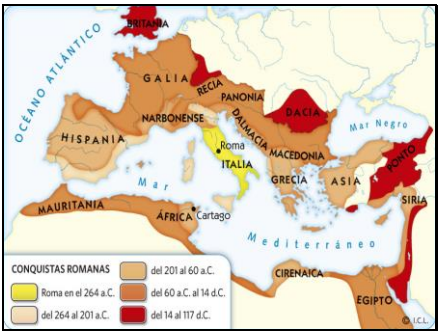 BRITANIA
OCÉANO ATLÁNTICO
GALIA
RECIA
PANONIA
NARBONENSE
DACIA
DALMACIA
Mar Negro
HISPANIA
Roma
ITALIA
MACEDONIA
PONTO
GRECIA
ASIA
SIRIA
Mar
MAURITANIA
ÁFRICA
Cartago
Mediterráneo
CIRENAICA
EGIPTO
CONQUISTAS ROMANAS
Roma en el 264 a.C.
del 264 al 201 a.C.
del 201 al 60 a.C.
del 60 a.C. al 14 d.C.
del 14 al 117 d.C.
© I.C.L.